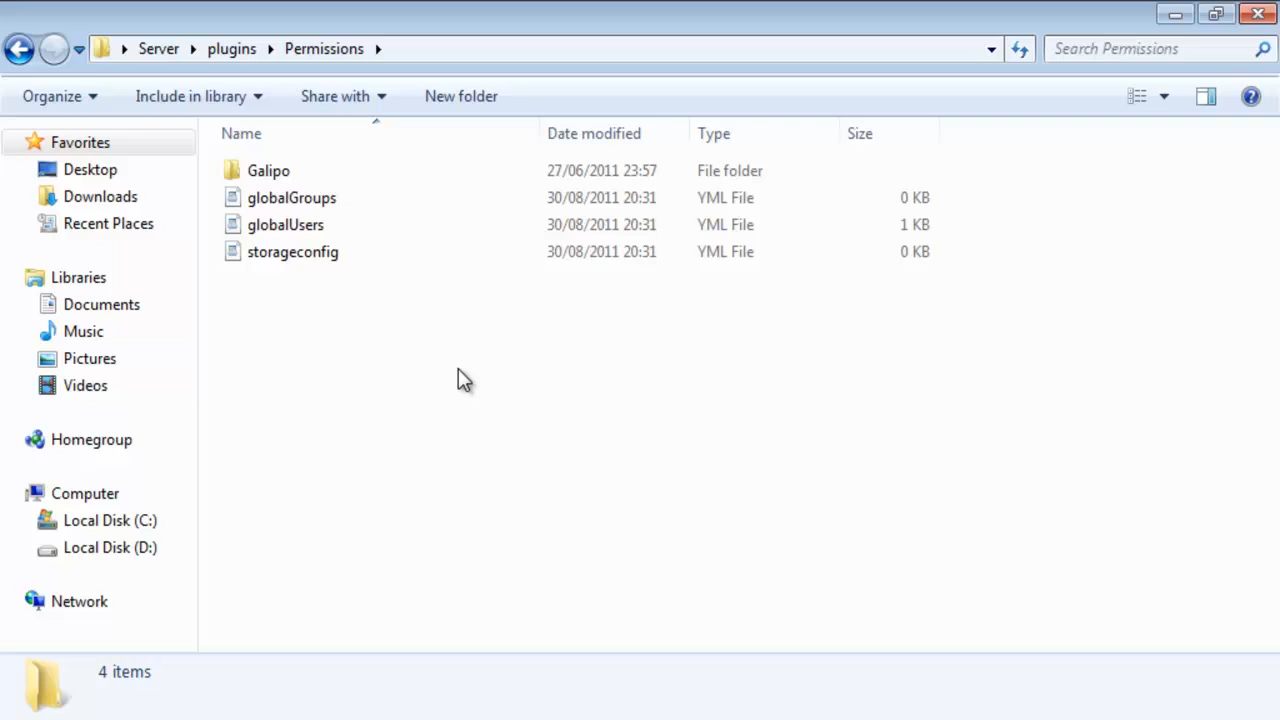 Server plugins Permissions Search Permissions
Organize Include in library Share with New folder
Name Date modified Type Size
Favorites
Desktop
Downloads
Recent Places
Libraries
Documents
Music
Pictures
Videos
Homegroup
Computer
Local Disk (C:)
Local Disk (D:)
Network
Galipo 27/06/2011 23:57 File folder
globalGroups 30/08/2011 20:31 YML File 0 KB
globalUsers 30/08/2011 20:31 YML File 1 KB
storageconfig 30/08/2011 20:31 YML File 0 KB
4 items